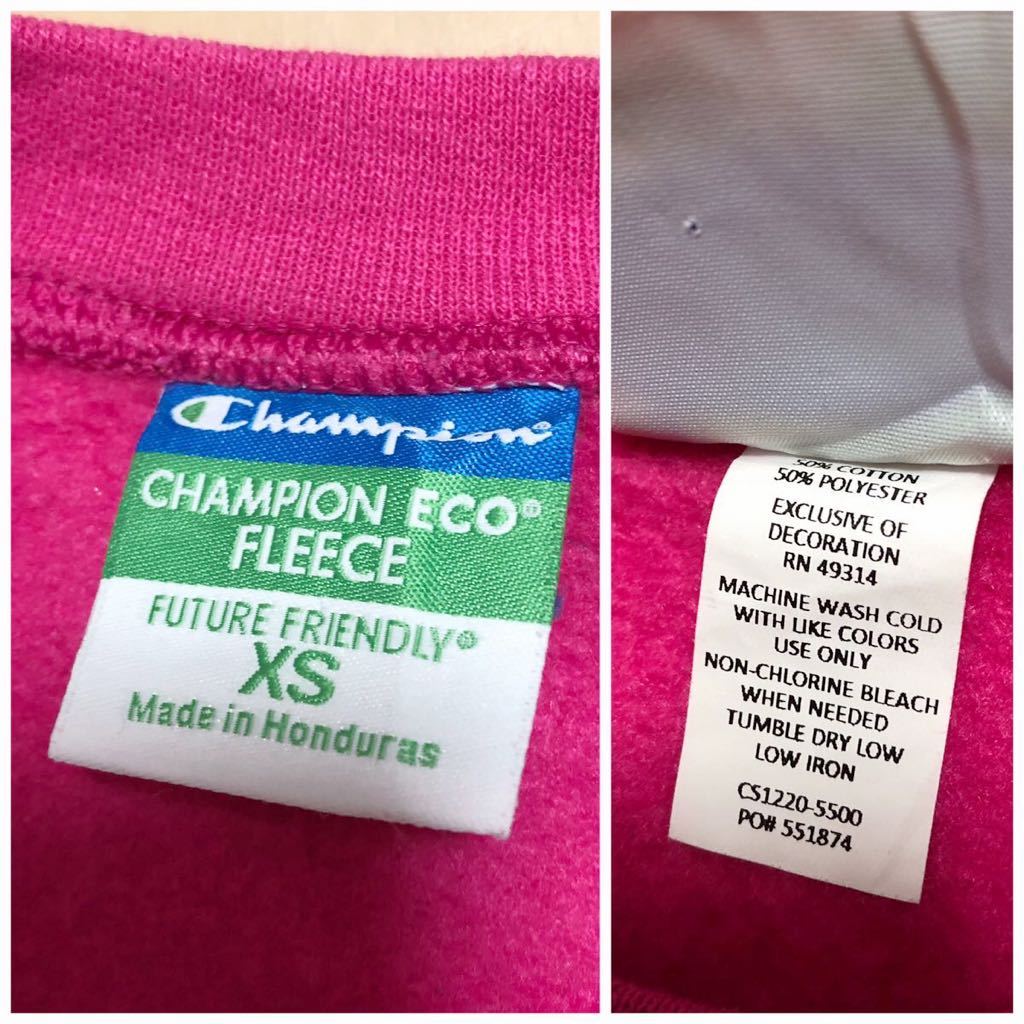 Champion®
CHAMPION ECO®
FLEECE
FUTURE FRIENDLY®
XS
Made in Honduras
50% COTTON
50% POLYESTER
EXCLUSIVE OF
DECORATION
RN 49314
MACHINE WASH COLD
WITH LIKE COLORS
USE ONLY
NON-CHLORINE BLEACH
WHEN NEEDED
TUMBLE DRY LOW
LOW IRON
CS1220-5500
PO# 551874